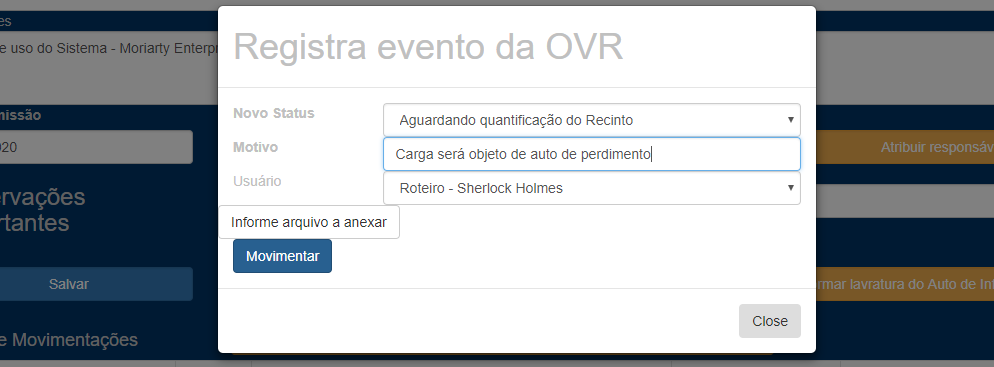 es
Registra evento da OVR
e uso do Sistema - Moriarty Enterpr
Novo Status
Aguardando quantificação do Recinto
missão
Motivo
Carga será objeto de auto de perdimento
020
Atribuir responsáv
Usuário
Roteiro - Sherlock Holmes
ervações
rtantes
Informe arquivo a anexar
Movimentar
Salvar
rmar lavratura do Auto de In
Close
e Movimentações